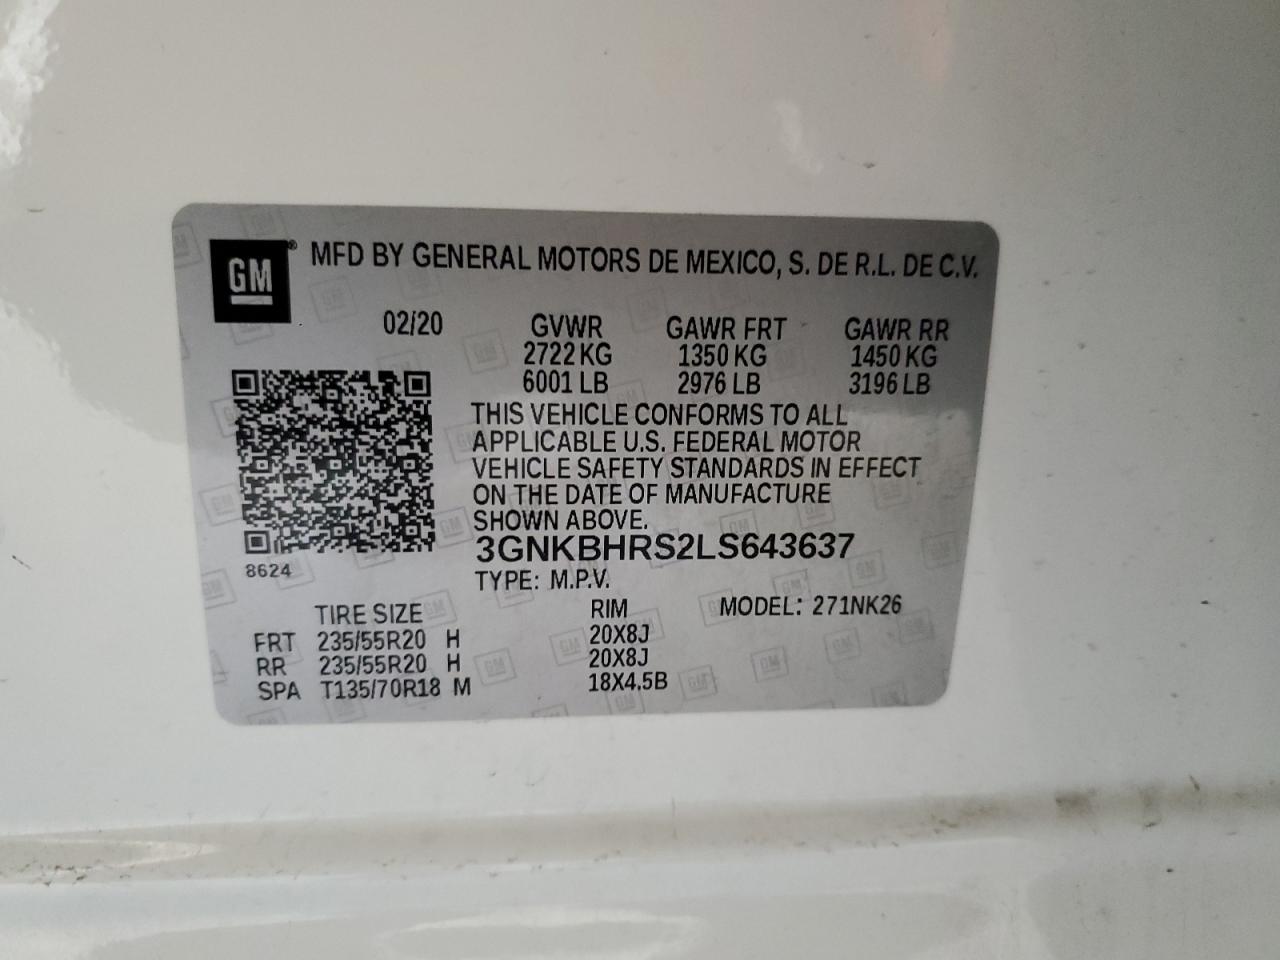 GM® MFD BY GENERAL MOTORS DE MEXICO, S. DE R.L. DE C.V.
02/20 GVWR GAWR FRT GAWR RR
2722 KG 1350 KG 1450 KG
6001 LB 2976 LB 3196 LB
THIS VEHICLE CONFORMS TO ALL
APPLICABLE U.S. FEDERAL MOTOR
VEHICLE SAFETY STANDARDS IN EFFECT
ON THE DATE OF MANUFACTURE
SHOWN ABOVE.
3GNKBHRS2LS643637
8624
TYPE: M.P.V.
TIRE SIZE RIM MODEL: 271NK26
FRT 235/55R20 H 20X8J
RR 235/55R20 H 20X8J
SPA T135/70R18 M 18X4.5B